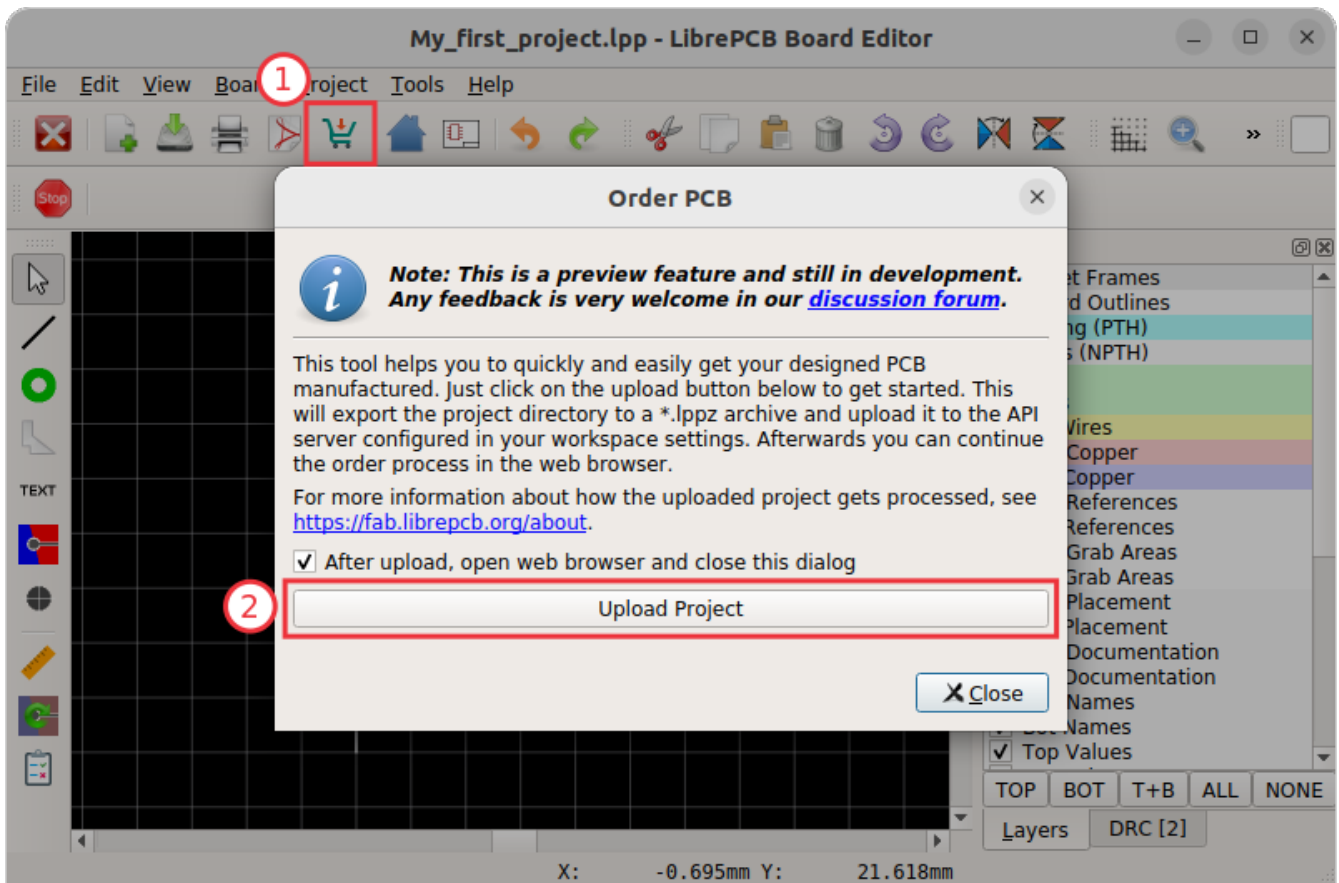 My_first_project.lpp - LibrePCB Board Editor
File Edit View Boar 1 roject Tools Help
»
Stop
Order PCB
Note: This is a preview feature and still in development.
Any feedback is very welcome in our discussion forum.
This tool helps you to quickly and easily get your designed PCB
manufactured. Just click on the upload button below to get started. This
will export the project directory to a *.lppz archive and upload it to the API
server configured in your workspace settings. Afterwards you can continue
the order process in the web browser.
For more information about how the uploaded project gets processed, see
https://fab.librepcb.org/about.
After upload, open web browser and close this dialog
2 Upload Project
Close
TEXT
et Frames
rd Outlines
ng (PTH)
s (NPTH)
Wires
Copper
Copper
References
References
Grab Areas
Grab Areas
Placement
Placement
Documentation
Documentation
Names
Bot Names
Top Values
TOP BOT T+B ALL NONE
Layers DRC [2]
X: -0.695mm Y: 21.618mm